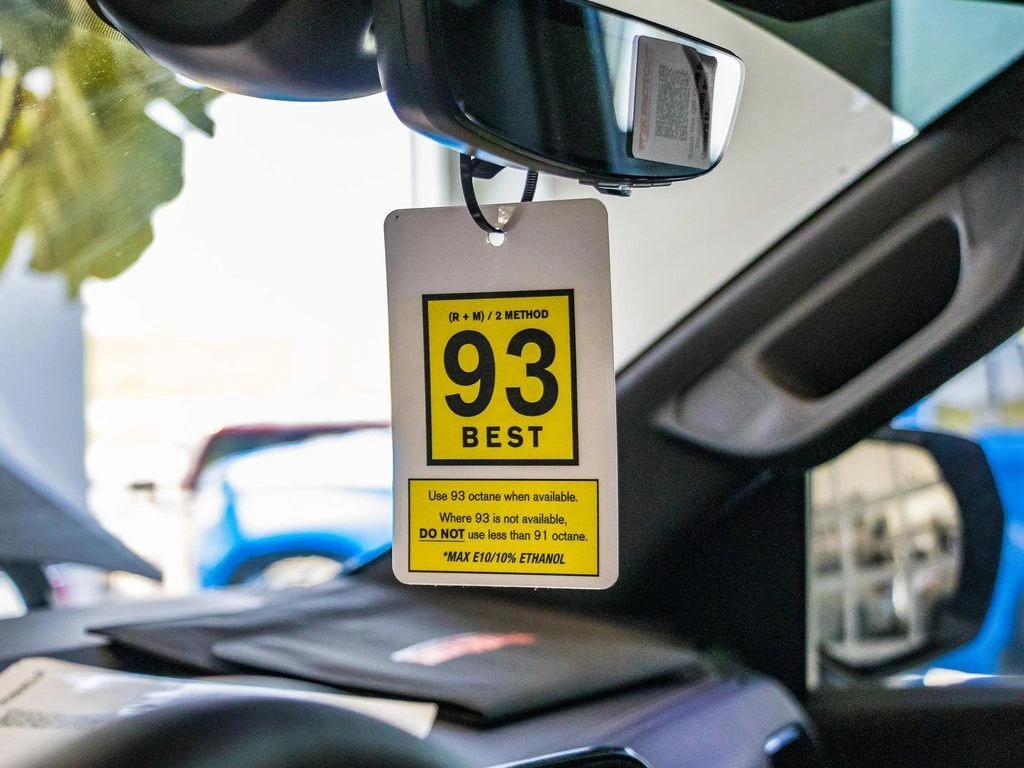 (R + M) / 2 METHOD
93
BEST
Use 93 octane when available.
Where 93 is not available,
DO NOT use less than 91 octane.
*MAX E10/10% ETHANOL